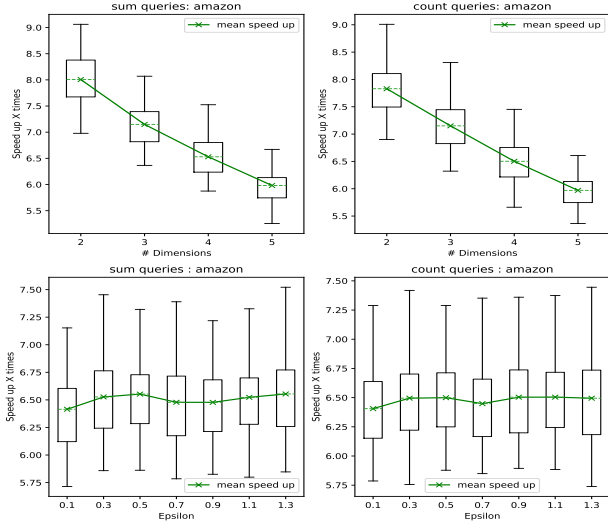 sum queries: amazon
count queries: amazon
mean speed up
mean speed up
Speed up X times
9.0
8.5
8.0
7.5
7.0
6.5
6.0
5.5
2 3 4 5
# Dimensions
Speed up X times
9.0
8.5
8.0
7.5
7.0
6.5
6.0
5.5
2 3 4 5
# Dimensions
sum queries : amazon
count queries : amazon
Speed up X times
7.50
7.25
7.00
6.75
6.50
6.25
6.00
5.75
mean speed up
0.1 0.3 0.5 0.7 0.9 1.1 1.3
Epsilon
Speed up X times
7.50
7.25
7.00
6.75
6.50
6.25
6.00
5.75
mean speed up
0.1 0.3 0.5 0.7 0.9 1.1 1.3
Epsilon